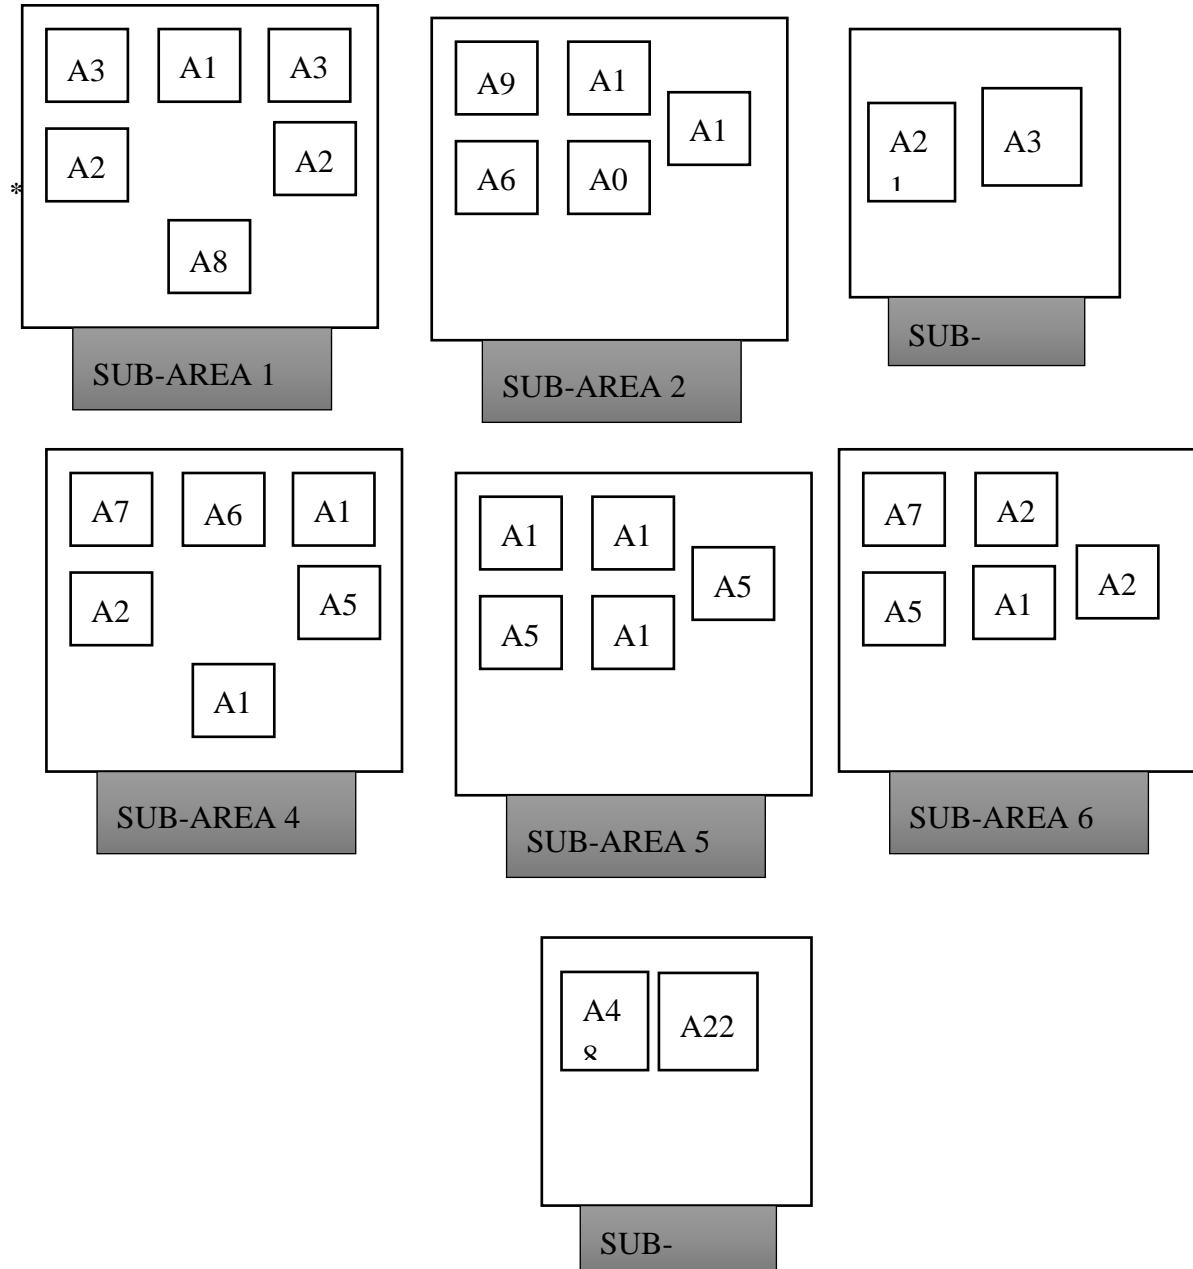 A3 A1 A3
A2 A2
*
A8
SUB-AREA 1
A9 A1
A1
A6 A0
SUB-AREA 2
A2 A3
1
SUB-
A7 A6 A1
A2 A5
A1
SUB-AREA 4
A1 A1
A5
A5 A1
SUB-AREA 5
A7 A2
A2
A5 A1
SUB-AREA 6
A4 A22
8
SUB-